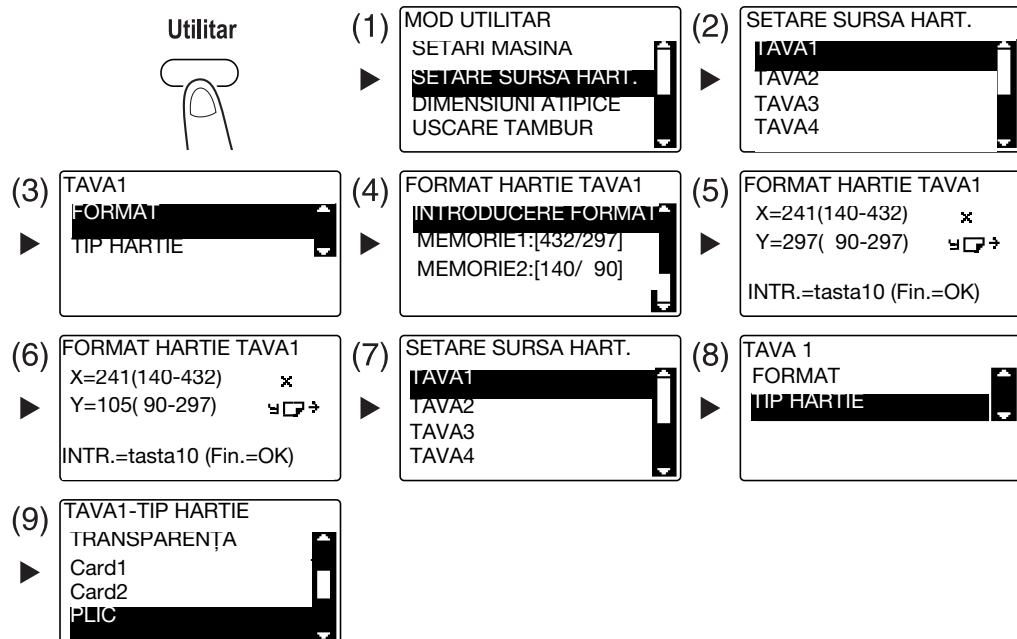 Utilitar
(1)
MOD UTILITAR
SETARI MASINA
SETARE SURSA HART.
DIMENSIUNI ATIPICE
USCARE TAMBUR
(2)
SETARE SURSA HART.
TAVA1
TAVA2
TAVA3
TAVA4
(3)
TAVA1
FORMAT
TIP HARTIE
(4)
FORMAT HARTIE TAVA1
INTRODUCERE FORMAT
MEMORIE1:[432/297]
MEMORIE2:[140/ 90]
(5)
FORMAT HARTIE TAVA1
X=241(140-432) x
Y=297( 90-297) Y
INTR.=tasta10 (Fin.=OK)
(6)
FORMAT HARTIE TAVA1
X=241(140-432) x
Y=105( 90-297) Y
INTR.=tasta10 (Fin.=OK)
(7)
SETARE SURSA HART.
TAVA1
TAVA2
TAVA3
TAVA4
(8)
TAVA 1
FORMAT
TIP HARTIE
(9)
TAVA1-TIP HARTIE
TRANSPARENȚA
Card1
Card2
PLIC